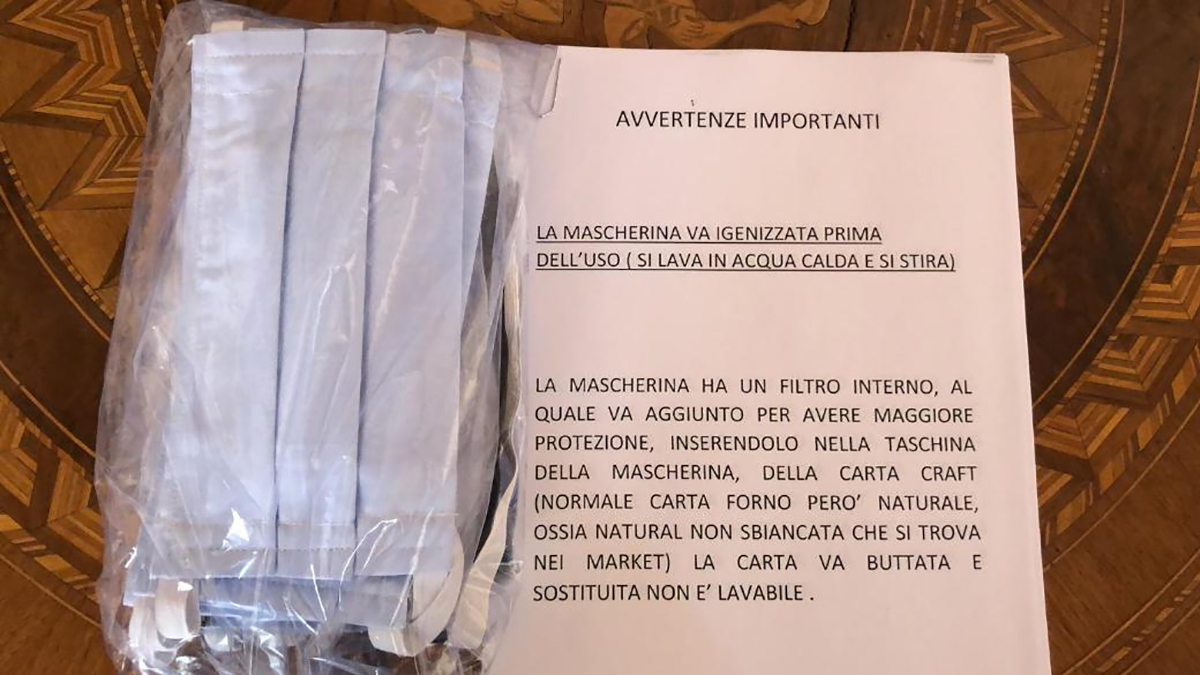 AVVERTENZE IMPORTANTI
LA MASCHERINA VA IGENIZZATA PRIMA
DELL'USO ( SI LAVA IN ACQUA CALDA E SI STIRA)
LA MASCHERINA HA UN FILTRO INTERNO, AL
QUALE VA AGGIUNTO PER AVERE MAGGIORE
PROTEZIONE, INSERENDOLO NELLA TASCHINA
DELLA MASCHERINA, DELLA CARTA CRAFT
(NORMALE CARTA FORNO PERO' NATURALE,
OSSIA NATURAL NON SBIANCATA CHE SI TROVA
NEI MARKET) LA CARTA VA BUTTATA E
SOSTITUITA NON E' LAVABILE .